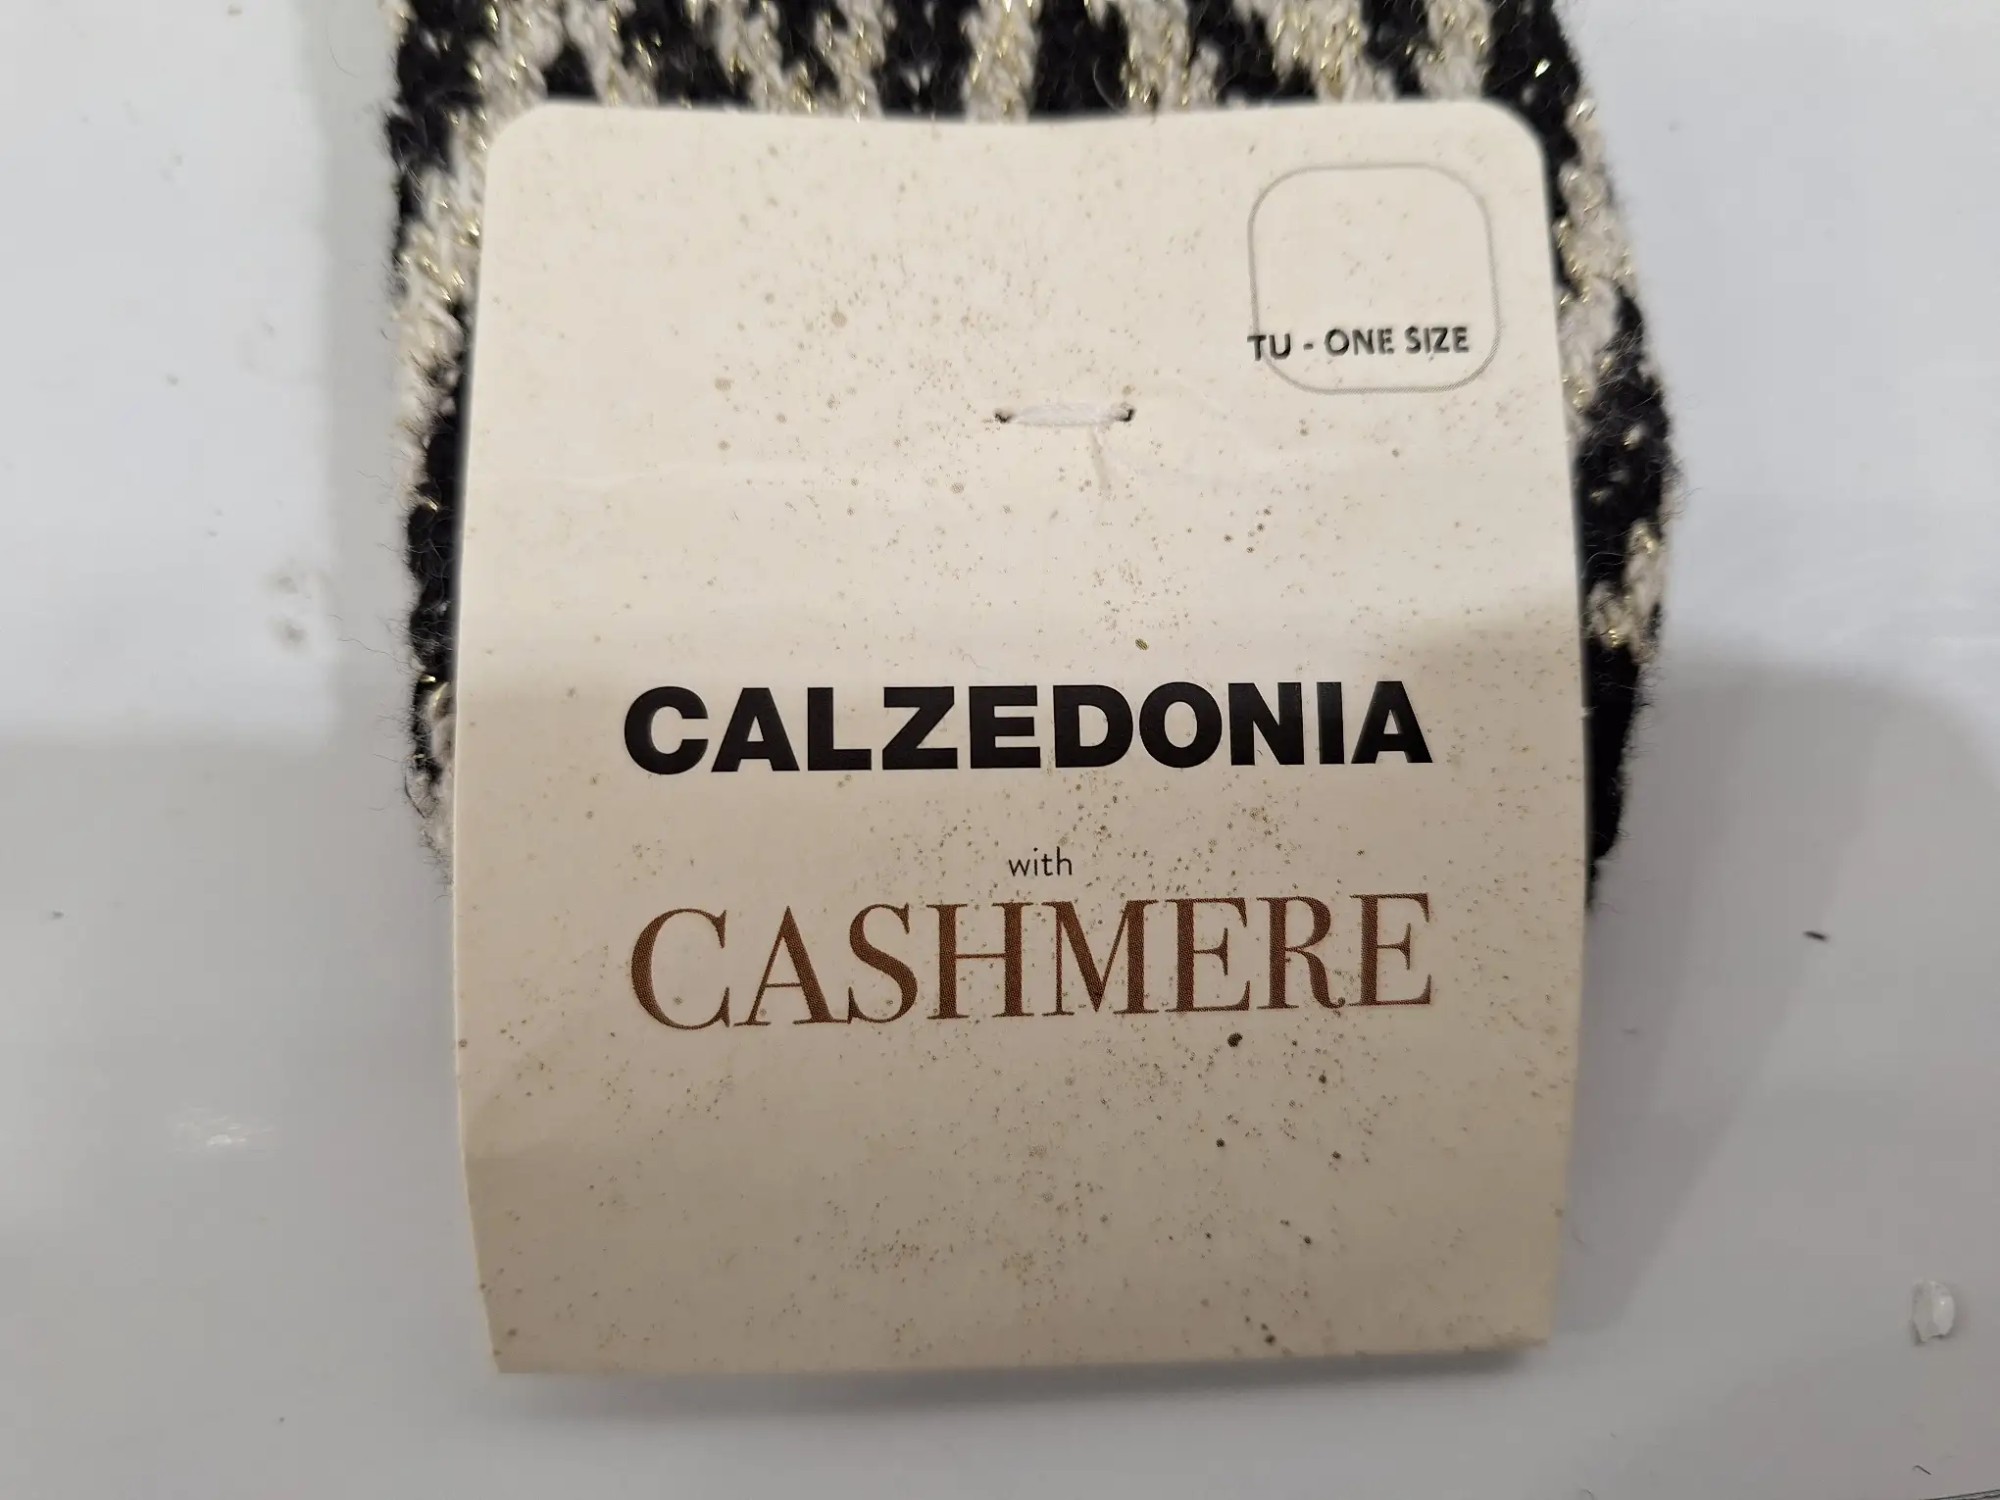 TU - ONE SIZE
CALZEDONIA
with
CASHMERE